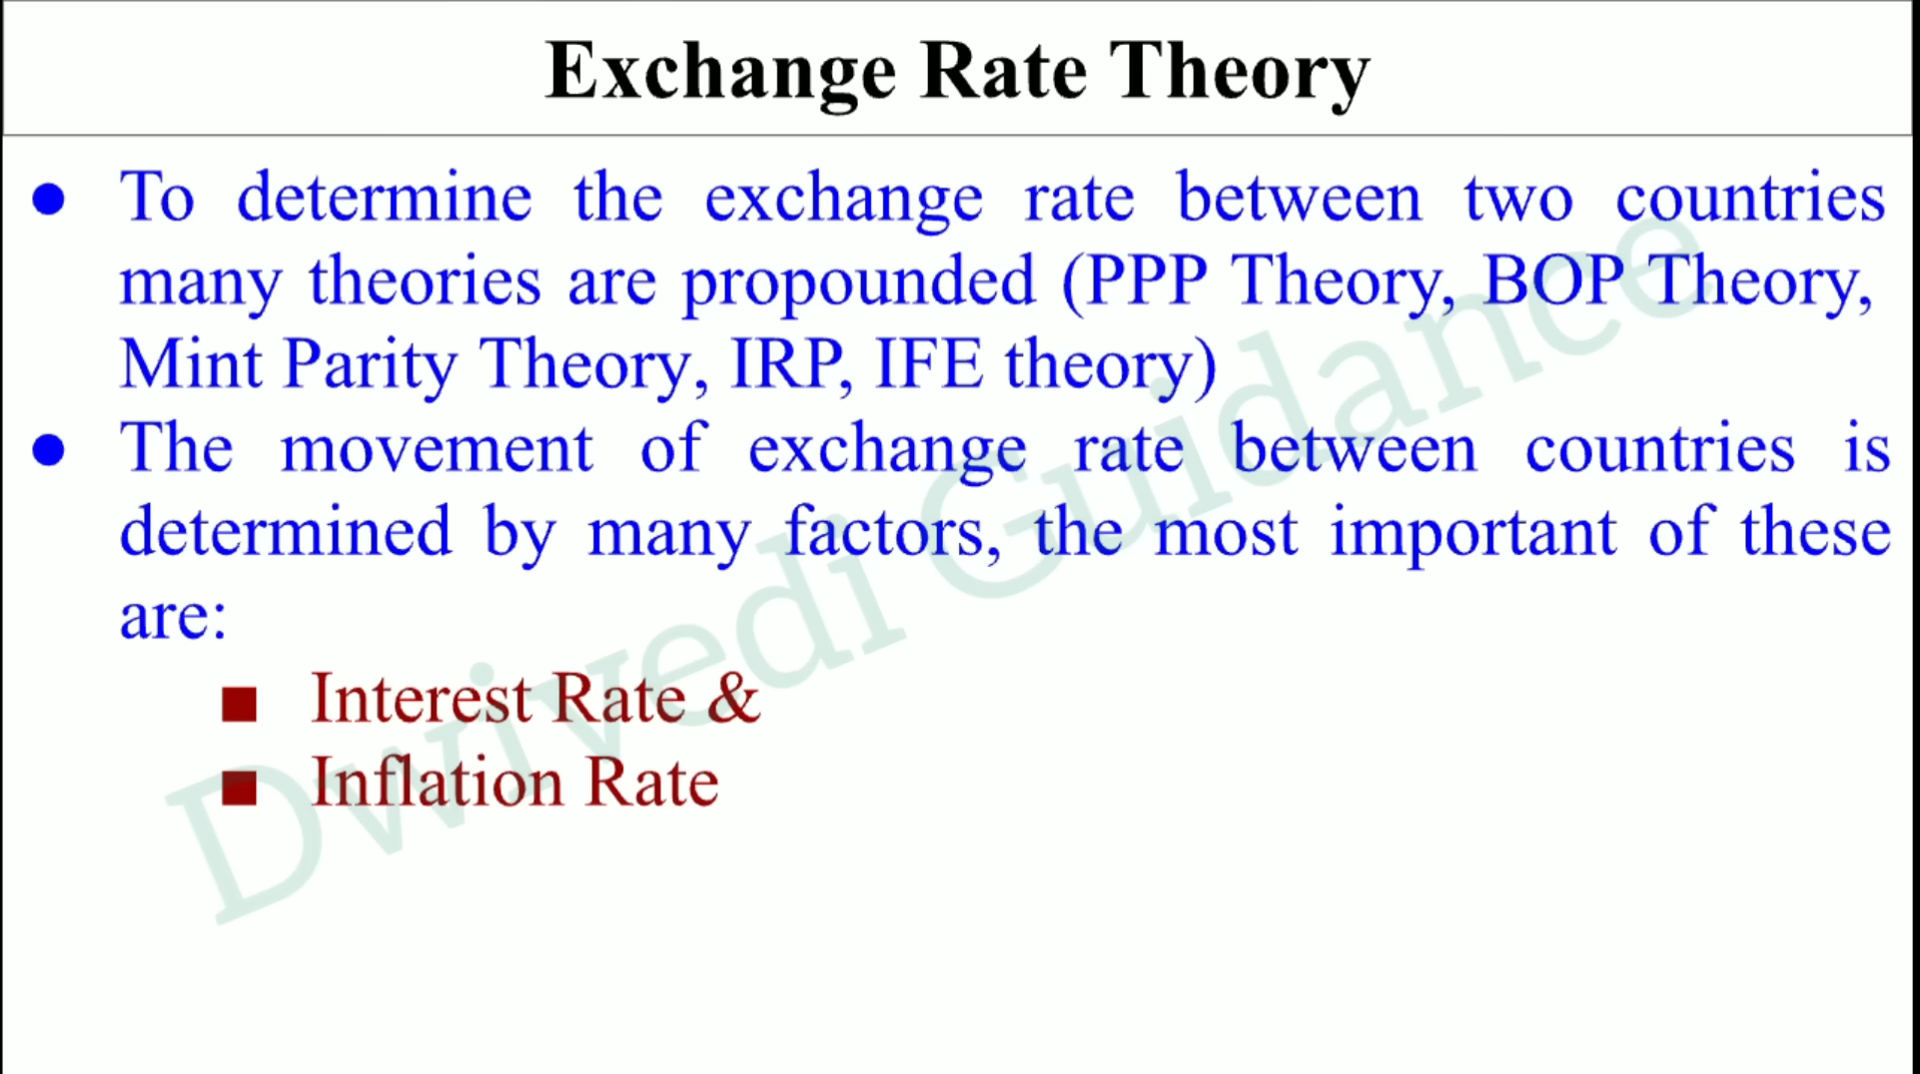 Exchange Rate Theory
● To determine the exchange rate between two countries
many theories are propounded (PPP Theory, BOP Theory,
Mint Parity Theory, IRP, IFE theory)
● The movement of exchange rate between countries is
determined by many factors, the most important of these
are:
■ Interest Rate &
■ Inflation Rate
Dwivedi Guidance